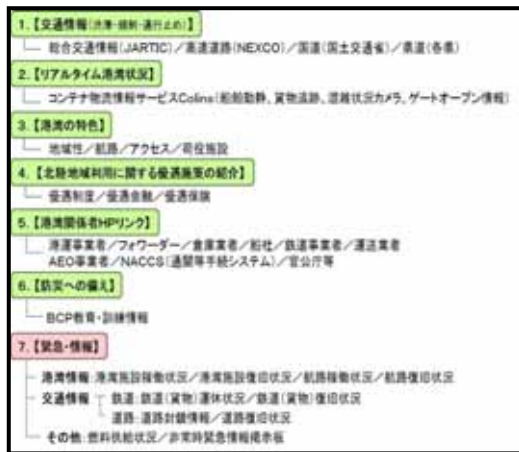 1.【交通情報(渋滞・規制・通行止め)】
総合交通情報(JARTIC)／高速道路(NEXCO)／国道(国土交通省)／県道(各県)
2.【リアルタイム港湾状況】
コンテナ物流情報サービスColins(船舶動静、貨物追跡、混雑状況カメラ、ゲートオープン情報)
3.【港湾の特色】
地域性／航路／アクセス／荷役施設
4.【北陸地域利用に関する優遇施策の紹介】
優遇制度／優遇金融／優遇保険
5.【港湾関係者HPリンク】
港運事業者／フォワーダー／倉庫業者／船社／鉄道事業者／運送業者
AEO事業者／NACCS(通関等手続システム)／官公庁等
6.【防災への備え】
BCP教育・訓練情報
7.【緊急・情報】
港湾情報:港湾施設稼働状況／港湾施設復旧状況／航路稼働状況／航路復旧状況
交通情報 鉄道:鉄道(貨物)運休状況／鉄道(貨物)復旧状況
道路:道路封鎖情報／道路復旧状況
その他:燃料供給状況／非常時緊急情報掲示板